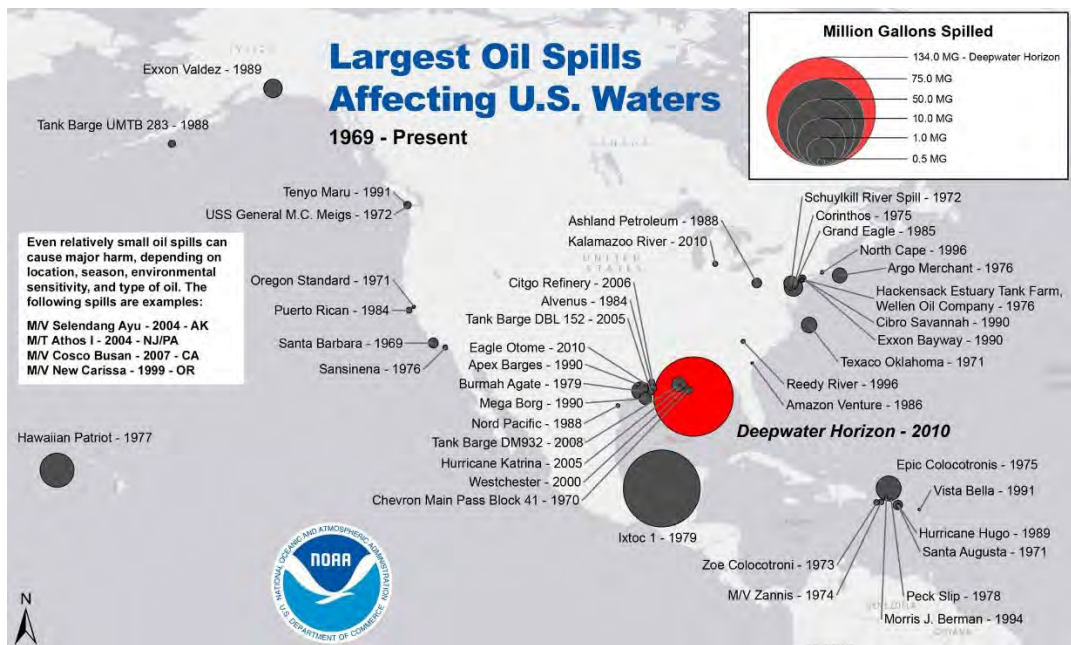 Largest Oil Spills
Affecting U.S. Waters
1969 - Present
Million Gallons Spilled
134.0 MG - Deepwater Horizon
75.0 MG
50.0 MG
10.0 MG
1.0 MG
0.5 MG
Exxon Valdez - 1989
Tank Barge UMTB 283 - 1988
Tenyo Maru - 1991
USS General M.C. Meigs - 1972
Even relatively small oil spills can
cause major harm, depending on
location, season, environmental
sensitivity, and type of oil. The
following spills are examples:
M/V Selendang Ayu - 2004 - AK
M/T Athos I - 2004 - NJ/PA
M/V Cosco Busan - 2007 - CA
M/V New Carissa - 1999 - OR
Oregon Standard - 1971
Puerto Rican - 1984
Santa Barbara - 1969
Sansinena - 1976
Hawaiian Patriot - 1977
CANADA
UNITED
STATES
Ashland Petroleum - 1988
Kalamazoo River - 2010
Citgo Refinery - 2006
Alvenus - 1984
Tank Barge DBL 152 - 2005
Eagle Otome - 2010
Apex Barges - 1990
Burmah Agate - 1979
Mega Borg - 1990
Nord Pacific - 1988
Tank Barge DM932 - 2008
Hurricane Katrina - 2005
Westchester - 2000
Chevron Main Pass Block 41 - 1970
Ixtoc 1 - 1979
Schuylkill River Spill - 1972
Corinthos - 1975
Grand Eagle - 1985
North Cape - 1996
Argo Merchant - 1976
Hackensack Estuary Tank Farm,
Wellen Oil Company - 1976
Cibro Savannah - 1990
Exxon Bayway - 1990
Texaco Oklahoma - 1971
Reedy River - 1996
Amazon Venture - 1986
Deepwater Horizon - 2010
Epic Colocotronis - 1975
Vista Bella - 1991
Hurricane Hugo - 1989
Santa Augusta - 1971
Zoe Colocotroni - 1973
M/V Zannis - 1974
Peck Slip - 1978
Morris J. Berman - 1994
VENEZUELA
GUYANA
NATIONAL OCEANIC AND ATMOSPHERIC ADMINISTRATION
NOAA
U.S. DEPARTMENT OF COMMERCE
N